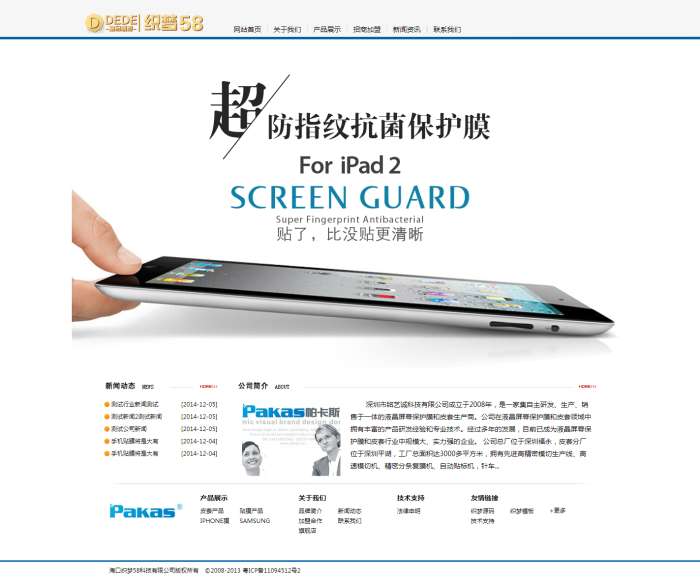 DEDE 织梦58
网站首页 关于我们 产品展示 招商加盟 新闻资讯 联系我们
超防指纹抗菌保护膜
For iPad 2
SCREEN GUARD
Super Fingerprint Antibacterial
贴了，比没贴更清晰
新闻动态 NEWS
测试行业新闻测试 [2014-12-05]
测试新闻2测试新闻 [2014-12-05]
测试公司新闻 [2014-12-05]
手机贴膜将是大有 [2014-12-04]
手机贴膜将是大有 [2014-12-04]
公司简介 ABOUT
Pakas帕卡斯
mic visual brand design dor
深圳市铭艺诚科技有限公司成立于2008年，是一家集自主研发、生产、销
售于一体的液晶屏幕保护膜和皮套生产商。公司在液晶屏幕保护膜和皮套领域中
拥有丰富的产品研发经验和专业技术。经过多年的发展，目前已成为液晶屏幕保
护膜和皮套行业中规模大、实力强的企业。 公司总厂位于深圳福永，皮套分厂
位于深圳平湖，工厂总面积达3000多平方米，拥有先进高精密模切生产线、高
速模切机、精密分条复膜机、自动贴标机，针车...
Pakas
产品展示 关于我们 技术支持 友情链接
皮套产品 贴膜产品 品牌简介 新闻动态 法律申明 织梦源码 织梦模板 +更多
IPHONE膜 SAMSUNG 加盟合作 联系我们 技术支持
旗舰店
海口织梦58科技有限公司版权所有 ©2008-2013 粤ICP备11094512号2